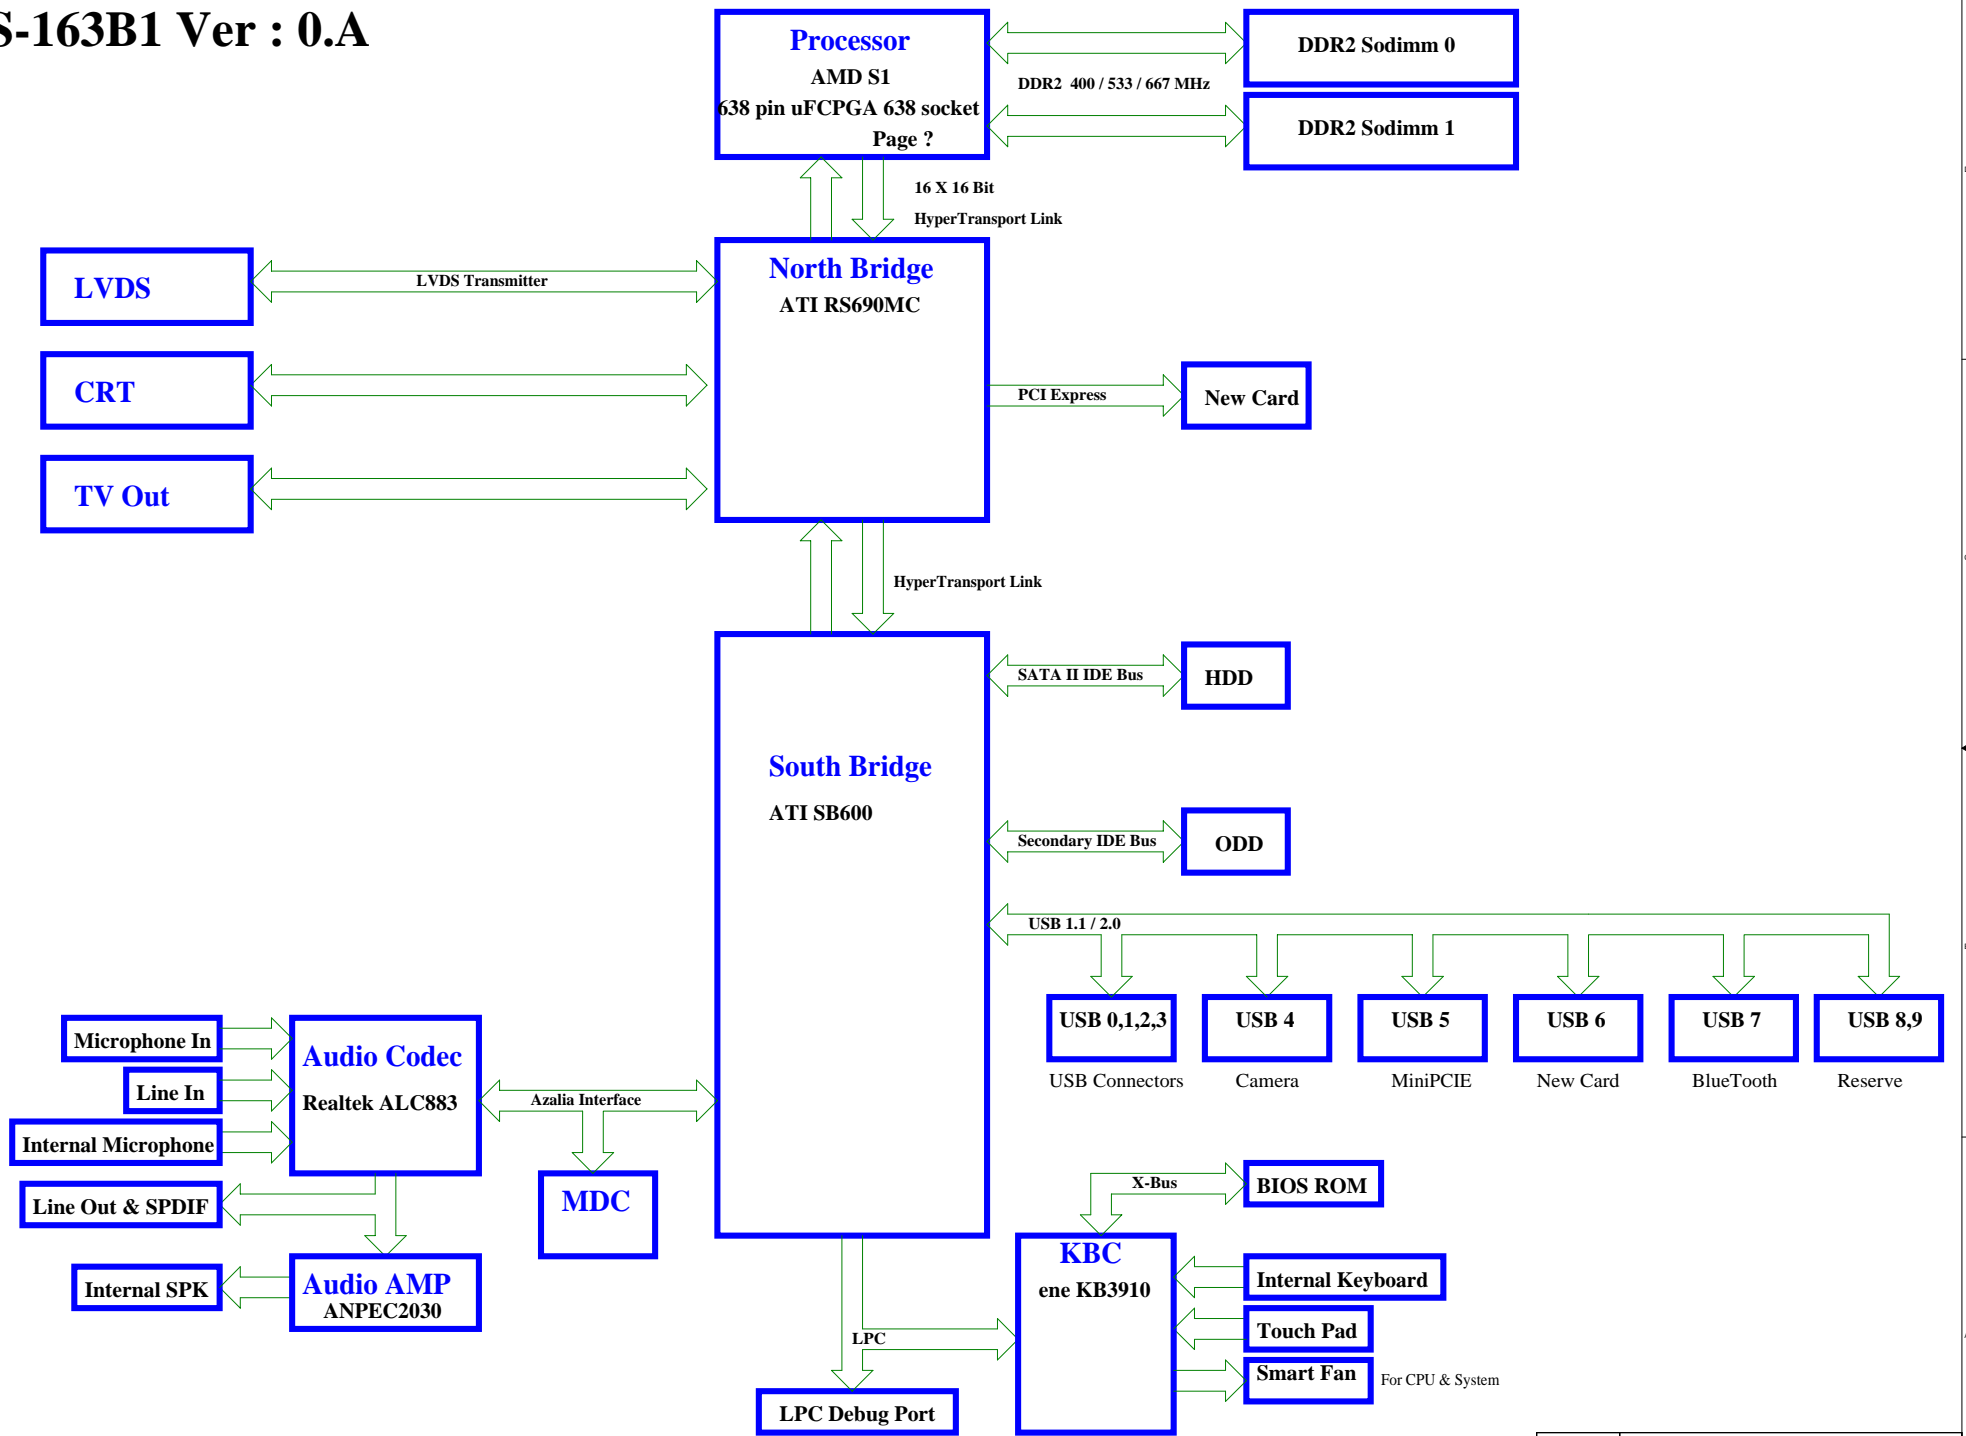 S-163B1 Ver : 0.A
Processor
AMD S1
638 pin uFCPGA 638 socket
Page ?
DDR2 Sodimm 0
DDR2 400 / 533 / 667 MHz
DDR2 Sodimm 1
16 X 16 Bit
HyperTransport Link
LVDS
LVDS Transmitter
North Bridge
ATI RS690MC
CRT
PCI Express
New Card
TV Out
HyperTransport Link
SATA II IDE Bus
HDD
South Bridge
ATI SB600
Secondary IDE Bus
ODD
USB 1.1 / 2.0
USB 0,1,2,3
USB 4
USB 5
USB 6
USB 7
USB 8,9
USB Connectors
Camera
MiniPCIE
New Card
BlueTooth
Reserve
Microphone In
Line In
Internal Microphone
Audio Codec
Realtek ALC883
Azalia Interface
MDC
Line Out & SPDIF
Internal SPK
Audio AMP
ANPEC2030
X-Bus
BIOS ROM
KBC
ene KB3910
Internal Keyboard
Touch Pad
Smart Fan
For CPU & System
LPC
LPC Debug Port